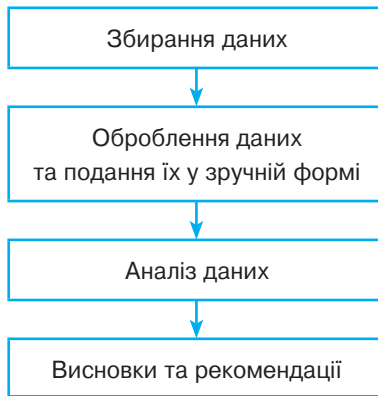 Збирання даних
Оброблення даних
та подання їх у зручній формі
Аналіз даних
Висновки та рекомендації